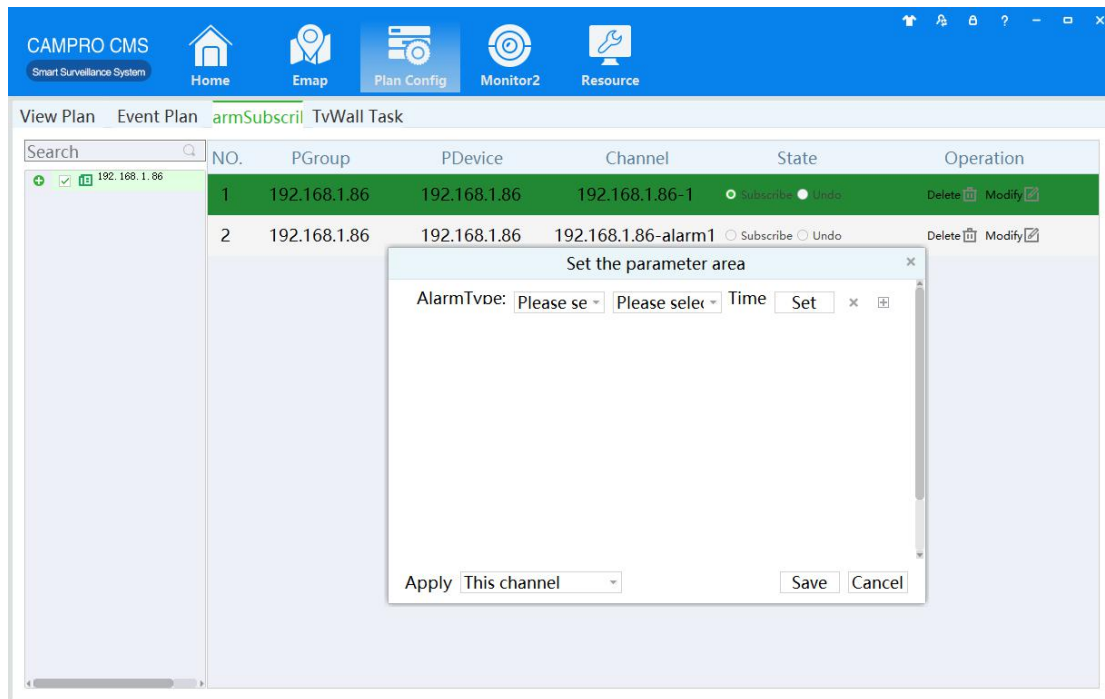 CAMPRO CMS
Smart Surveillance System
Home
Emap
Plan Config
Monitor2
Resource
?
View Plan Event Plan armSubscril TvWall Task
Search
192.168.1.86
NO. PGroup PDevice Channel State Operation
1 192.168.1.86 192.168.1.86 192.168.1.86-1 Subscribe Undo Delete Modify
2 192.168.1.86 192.168.1.86 192.168.1.86-alarm1 Subscribe Undo Delete Modify
Set the parameter area
AlarmType: Please se Please selec Time Set
Apply This channel Save Cancel